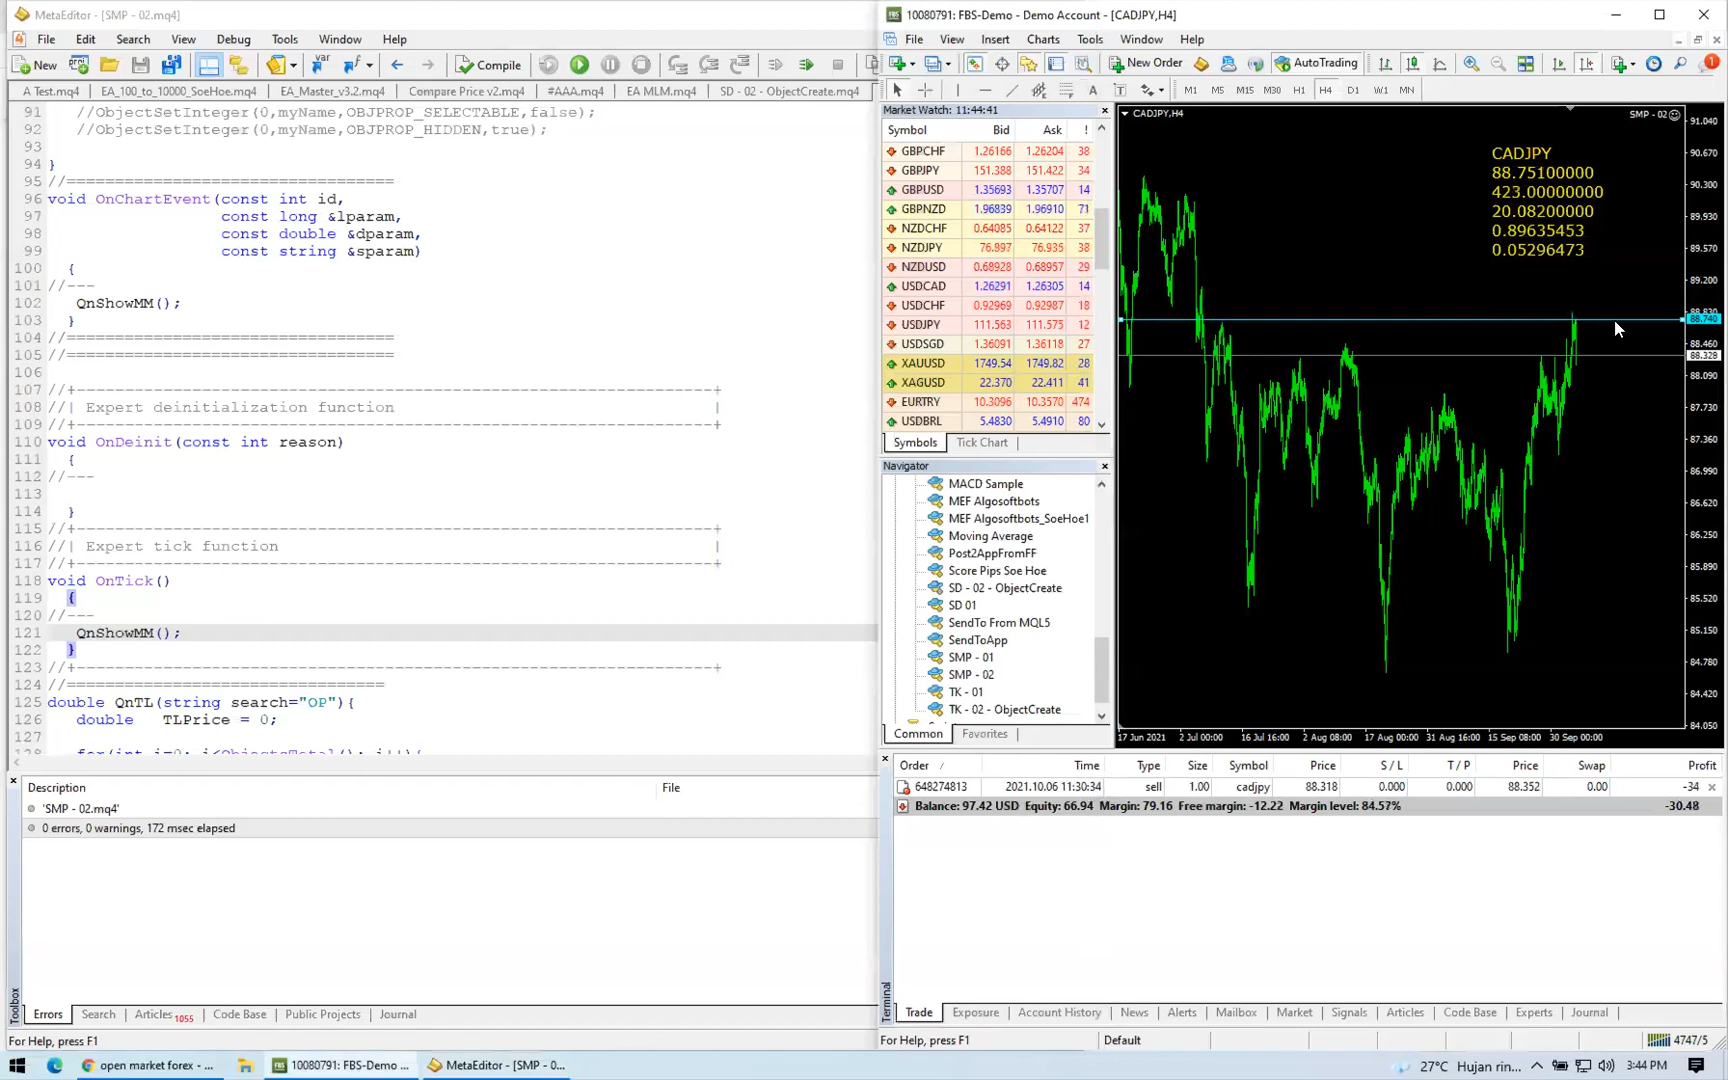 MetaEditor - [SMP - 02.mq4]
File Edit Search View Debug Tools Window Help
New Compile
A Test.mq4 EA_100_to_10000_SoeHoe.mq4 EA_Master_v3.2.mq4 Compare Price v2.mq4 #AAA.mq4 EA MLM.mq4 SD - 02 - ObjectCreate.mq4
91 //ObjectSetInteger(0,myName,OBJPROP_SELECTABLE,false);
92 //ObjectSetInteger(0,myName,OBJPROP_HIDDEN,true);
93
94 }
95 //==================================
96 void OnChartEvent(const int id,
97 const long &lparam,
98 const double &dparam,
99 const string &sparam)
100 {
101 //---
102 QnShowMM();
103 }
104 //==================================
105 //==================================
106
107 //+------------------------------------------------------------------+
108 //| Expert deinitialization function |
109 //+------------------------------------------------------------------+
110 void OnDeinit(const int reason)
111 {
112 //---
113
114 }
115 //+------------------------------------------------------------------+
116 //| Expert tick function |
117 //+------------------------------------------------------------------+
118 void OnTick()
119 {
120 //---
121 QnShowMM();
122 }
123 //+------------------------------------------------------------------+
124 //=================================
125 double QnTL(string search="OP"){
126 double TLPrice = 0;
127
128 for(int i=0; i<ObjectsTotal(); i++){
Description File
'SMP - 02.mq4'
0 errors, 0 warnings, 172 msec elapsed
Toolbox
Errors Search Articles 1055 Code Base Public Projects Journal
For Help, press F1
10080791: FBS-Demo - Demo Account - [CADJPY,H4]
File View Insert Charts Tools Window Help
New Order AutoTrading
M1 M5 M15 M30 H1 H4 D1 W1 MN
Market Watch: 11:44:41
Symbol Bid Ask !
GBPCHF 1.26166 1.26204 38
GBPJPY 151.388 151.422 34
GBPUSD 1.35693 1.35707 14
GBPNZD 1.96839 1.96910 71
NZDCHF 0.64085 0.64122 37
NZDJPY 76.897 76.935 38
NZDUSD 0.68928 0.68957 29
USDCAD 1.26291 1.26305 14
USDCHF 0.92969 0.92987 18
USDJPY 111.563 111.575 12
USDSGD 1.36091 1.36118 27
XAUUSD 1749.54 1749.82 28
XAGUSD 22.370 22.411 41
EURTRY 10.3096 10.3570 474
USDBRL 5.4830 5.4910 80
Symbols Tick Chart
Navigator
MACD Sample
MEF Algosoftbots
MEF Algosoftbots_SoeHoe1
Moving Average
Post2AppFromFF
Score Pips Soe Hoe
SD - 02 - ObjectCreate
SD 01
SendTo From MQL5
SendToApp
SMP - 01
SMP - 02
TK - 01
TK - 02 - ObjectCreate
Common Favorites
CADJPY,H4
SMP - 02
CADJPY
88.75100000
423.00000000
20.08200000
0.89635453
0.05296473
91.040
90.670
90.300
89.930
89.570
89.200
88.830
88.740
88.460
88.328
88.090
87.730
87.360
86.990
86.620
86.250
85.890
85.520
85.150
84.780
84.420
84.050
17 Jun 2021 2 Jul 00:00 16 Jul 16:00 2 Aug 08:00 17 Aug 00:00 31 Aug 16:00 15 Sep 08:00 30 Sep 00:00
Order / Time Type Size Symbol Price S / L T / P Price Swap Profit
648274813 2021.10.06 11:30:34 sell 1.00 cadjpy 88.318 0.000 0.000 88.352 0.00 -34
Balance: 97.42 USD Equity: 66.94 Margin: 79.16 Free margin: -12.22 Margin level: 84.57% -30.48
Terminal
Trade Exposure Account History News Alerts Mailbox Market Signals Articles Code Base Experts Journal
For Help, press F1 Default 4747/5
open market forex - ... 10080791: FBS-Demo ... MetaEditor - [SMP - 0... 27°C Hujan rin... 3:44 PM